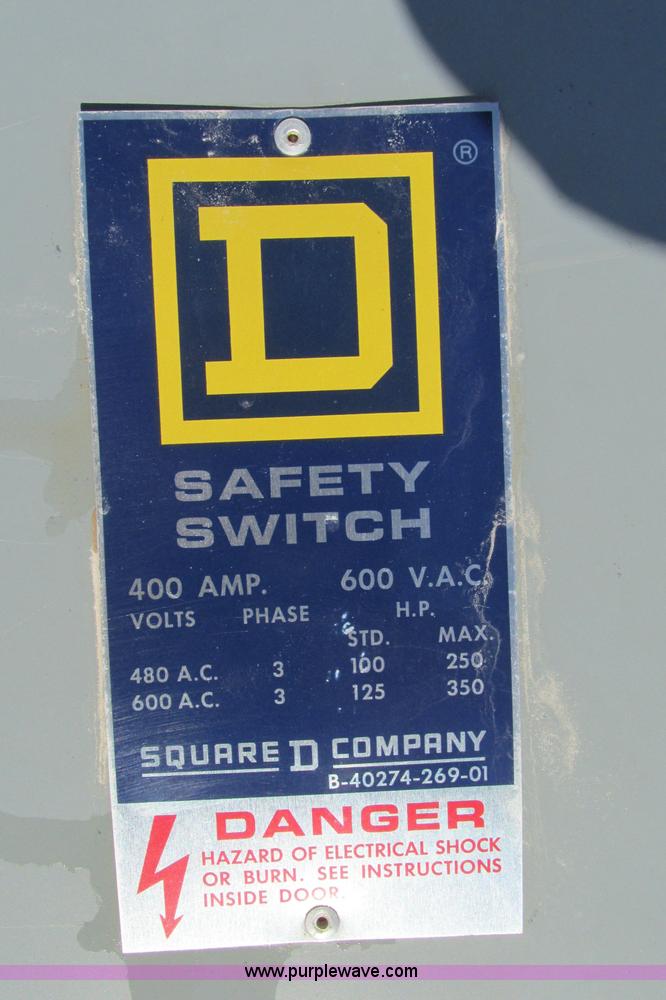 ®
D
SAFETY
SWITCH
400 AMP. 600 V.A.C.
VOLTS PHASE H.P.
STD. MAX.
480 A.C. 3 100 250
600 A.C. 3 125 350
SQUARE D COMPANY
B-40274-269-01
DANGER
HAZARD OF ELECTRICAL SHOCK
OR BURN. SEE INSTRUCTIONS
INSIDE DOOR.
www.purplewave.com